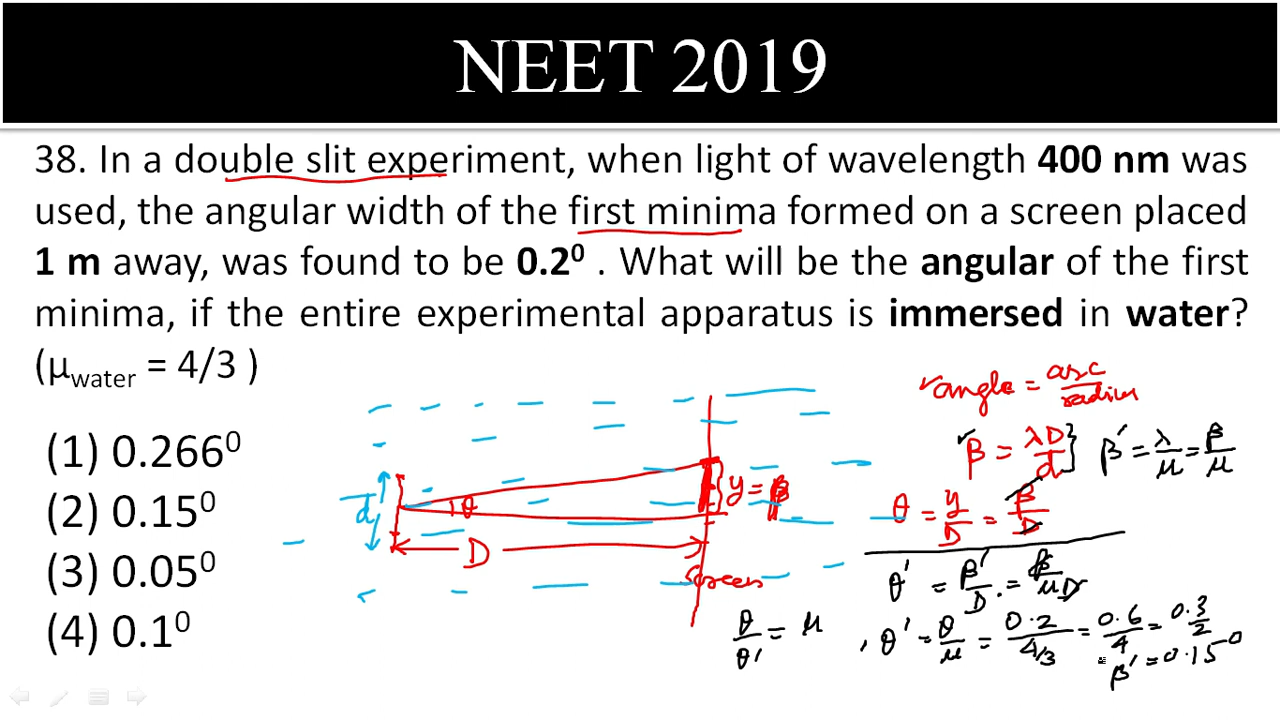 NEET 2019
38. In a double slit experiment, when light of wavelength 400 nm was
used, the angular width of the first minima formed on a screen placed
1 m away, was found to be 0.2⁰ . What will be the angular of the first
minima, if the entire experimental apparatus is immersed in water?
(μwater = 4/3 )
(1) 0.266⁰
(2) 0.15⁰
(3) 0.05⁰
(4) 0.1⁰
d
θ
D
y = β
Screen
angle = arc/radius
β = λD/d } β' = λ/μ = β/μ
θ = y/D = β/D
θ' = β'/D = β/μD
θ/θ' = μ , θ' = θ/μ = 0.2/4/3 = 0.6/4 = 0.3/2
β' = 0.15⁰